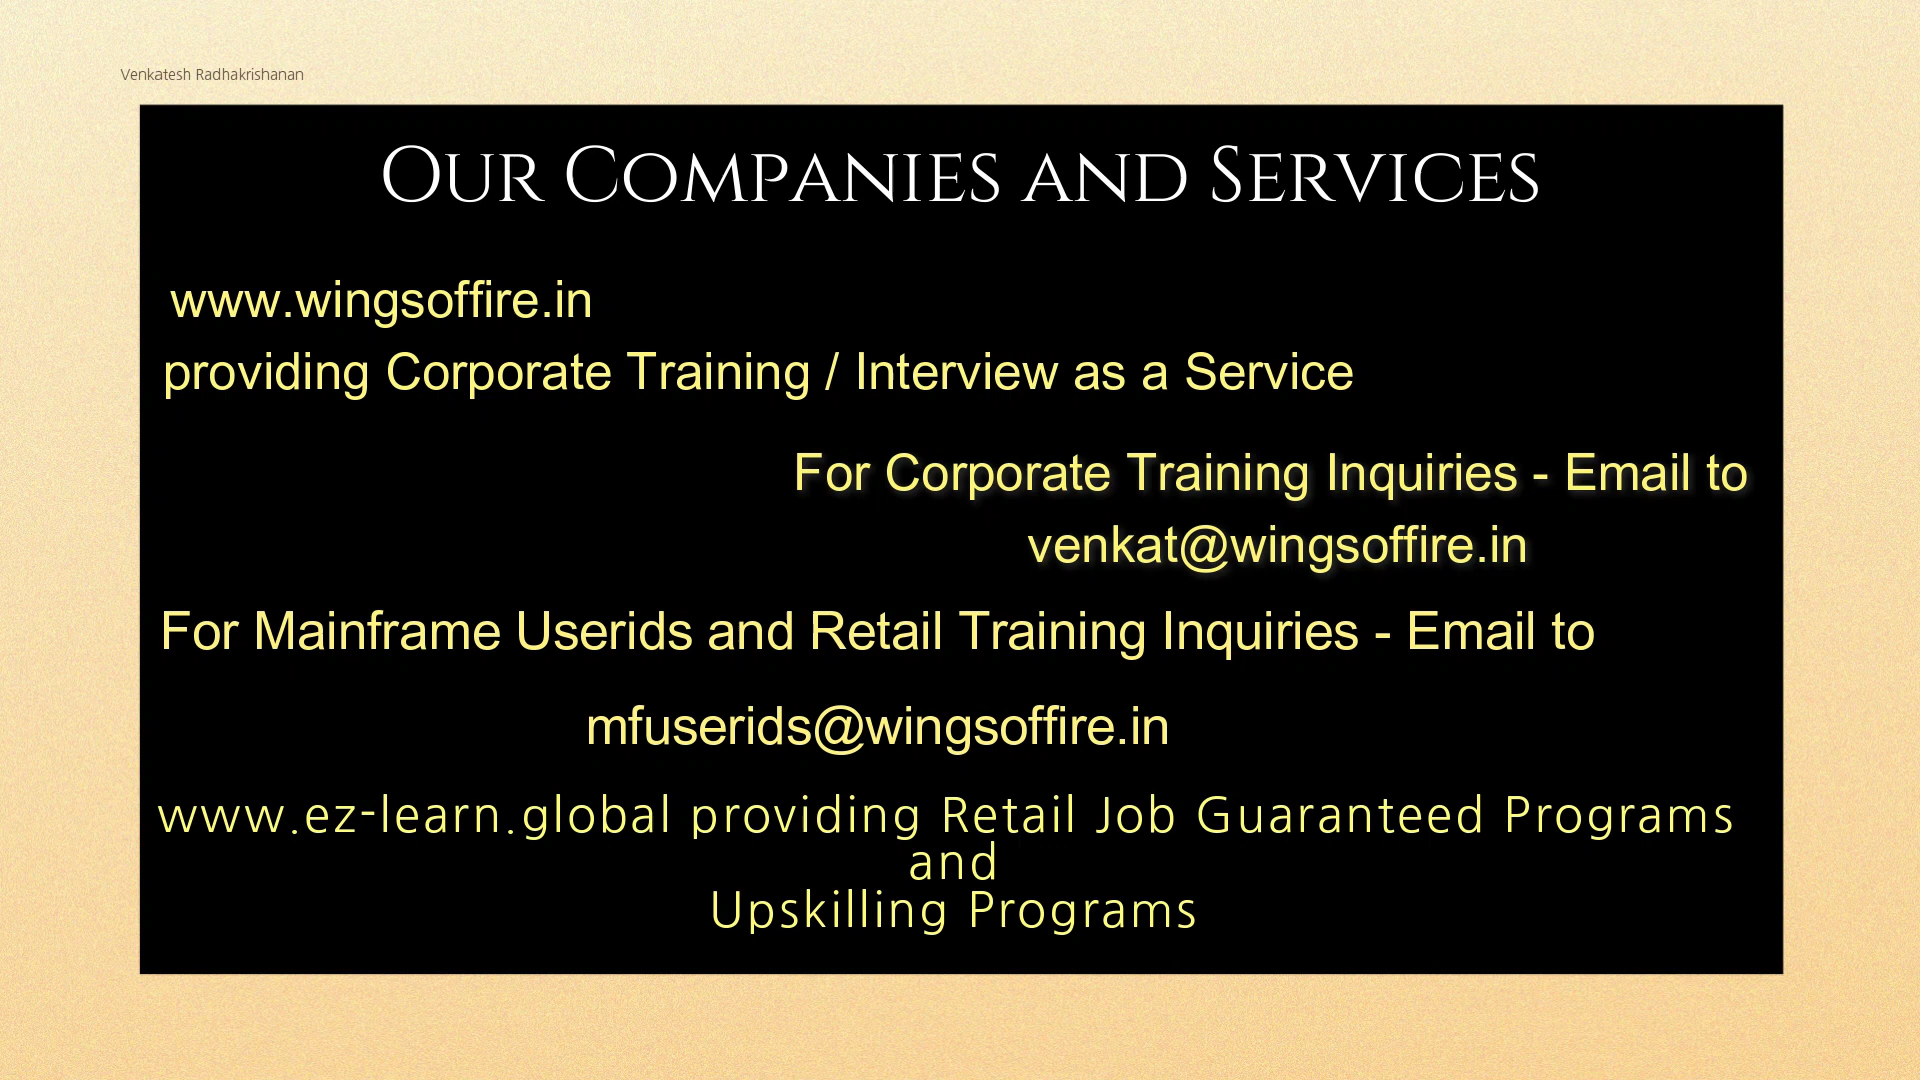 Venkatesh Radhakrishanan
Our Companies and Services
www.wingsoffire.in
providing Corporate Training / Interview as a Service
For Corporate Training Inquiries - Email to
venkat@wingsoffire.in
For Mainframe Userids and Retail Training Inquiries - Email to
mfuserids@wingsoffire.in
www.ez-learn.global providing Retail Job Guaranteed Programs
and
Upskilling Programs